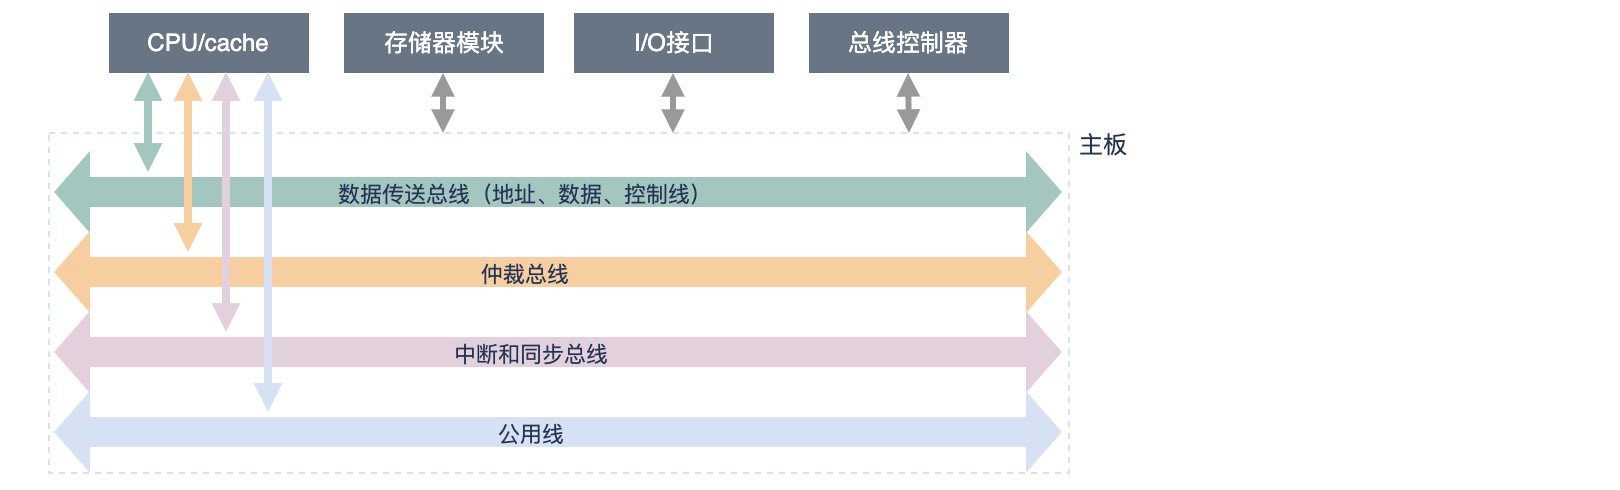 CPU/cache
存储器模块
I/O接口
总线控制器
主板
数据传送总线（地址、数据、控制线）
仲裁总线
中断和同步总线
公用线